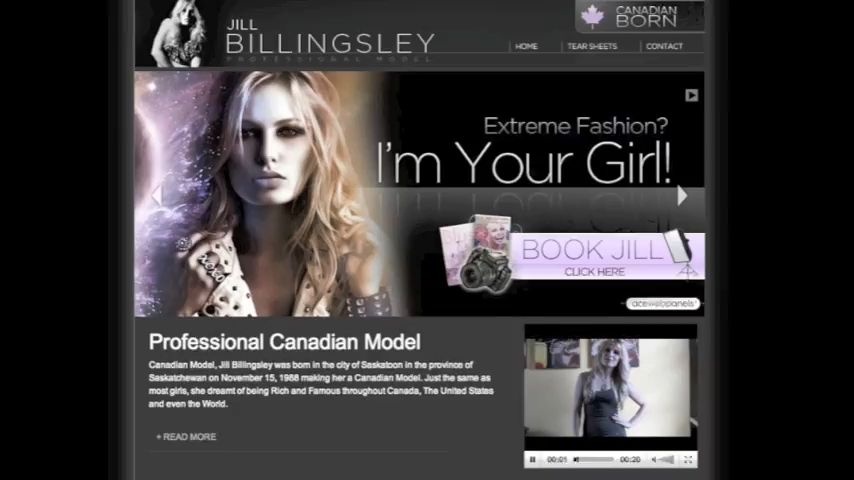 JILL
BILLINGSLEY
PROFESSIONAL MODEL
CANADIAN
BORN
HOME
TEAR SHEETS
CONTACT
Extreme Fashion?
I'm Your Girl!
BOOK JILL
CLICK HERE
acewebpanels
Professional Canadian Model
Canadian Model, Jill Billingsley was born in the city of Saskatoon in the province of
Saskatchewan on November 15, 1988 making her a Canadian Model. Just the same as
most girls, she dreamt of being Rich and Famous throughout Canada, The United States
and even the World.
+ READ MORE
00:01
00:20